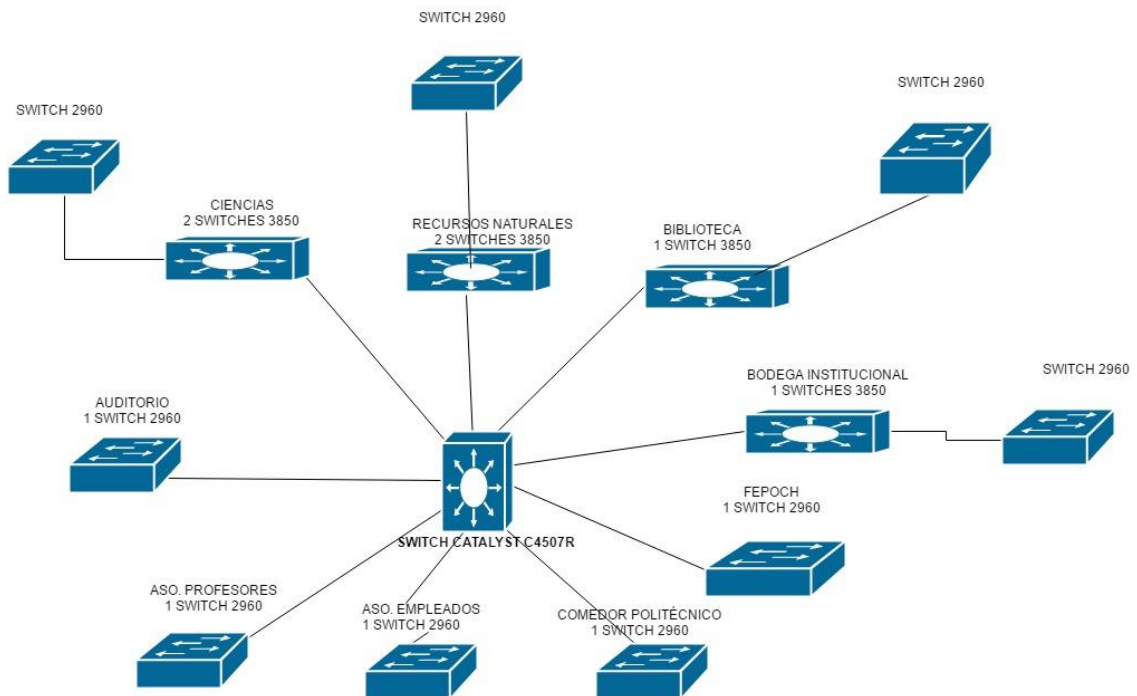 SWITCH 2960
SWITCH 2960
SWITCH 2960
CIENCIAS
2 SWITCHES 3850
RECURSOS NATURALES
2 SWITCHES 3850
BIBLIOTECA
1 SWITCH 3850
BODEGA INSTITUCIONAL
1 SWITCHES 3850
SWITCH 2960
AUDITORIO
1 SWITCH 2960
FEPOCH
1 SWITCH 2960
SWITCH CATALYST C4507R
ASO. PROFESORES
1 SWITCH 2960
ASO. EMPLEADOS
1 SWITCH 2960
COMEDOR POLITÉCNICO
1 SWITCH 2960